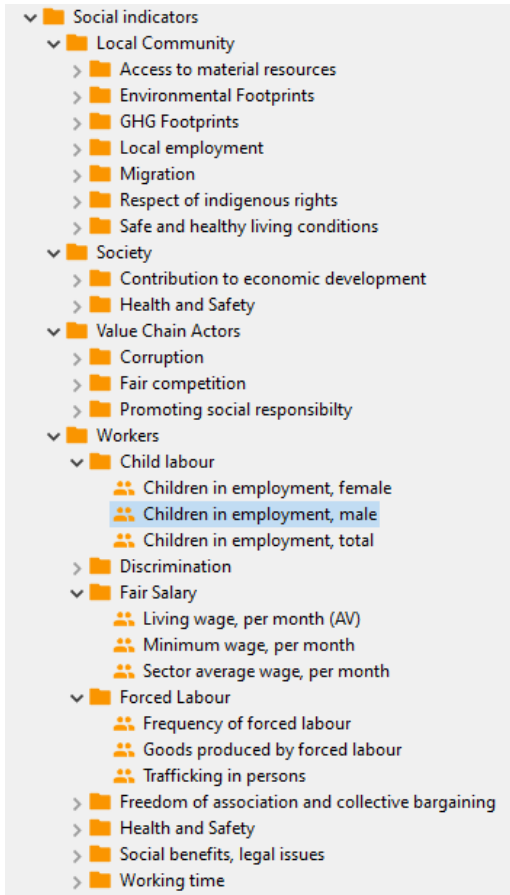 Social indicators
Local Community
Access to material resources
Environmental Footprints
GHG Footprints
Local employment
Migration
Respect of indigenous rights
Safe and healthy living conditions
Society
Contribution to economic development
Health and Safety
Value Chain Actors
Corruption
Fair competition
Promoting social responsibilty
Workers
Child labour
Children in employment, female
Children in employment, male
Children in employment, total
Discrimination
Fair Salary
Living wage, per month (AV)
Minimum wage, per month
Sector average wage, per month
Forced Labour
Frequency of forced labour
Goods produced by forced labour
Trafficking in persons
Freedom of association and collective bargaining
Health and Safety
Social benefits, legal issues
Working time